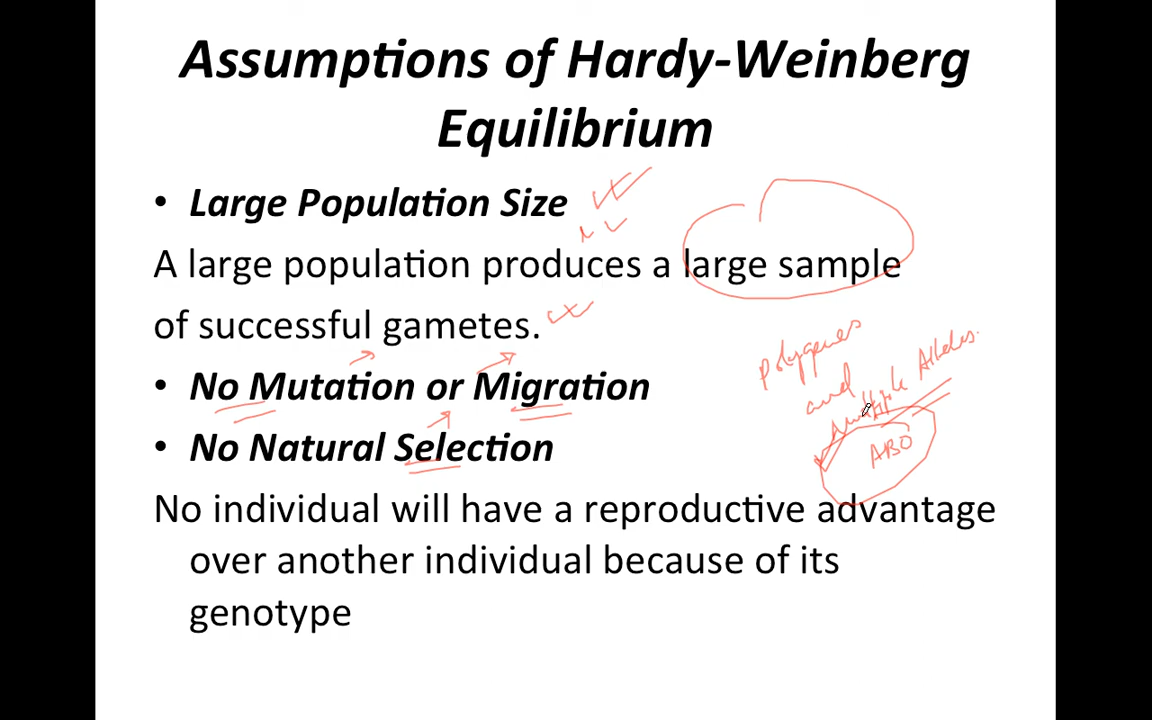 Assumptions of Hardy-Weinberg
Equilibrium
• Large Population Size
A large population produces a large sample
of successful gametes.
• No Mutation or Migration
• No Natural Selection
No individual will have a reproductive advantage
over another individual because of its
genotype
Polygenes
and
Multiple Alleles.
ABO